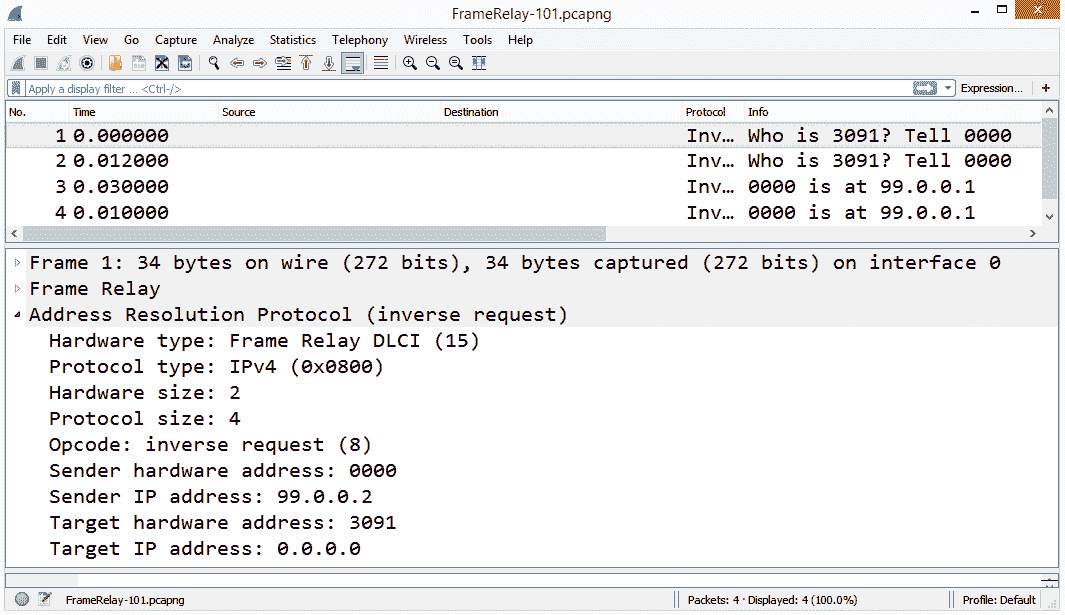 FrameRelay-101.pcapng
File Edit View Go Capture Analyze Statistics Telephony Wireless Tools Help
Apply a display filter ... <Ctrl-/> Expression... +
No. Time Source Destination Protocol Info
1 0.000000 Inv... Who is 3091? Tell 0000
2 0.012000 Inv... Who is 3091? Tell 0000
3 0.030000 Inv... 0000 is at 99.0.0.1
4 0.010000 Inv... 0000 is at 99.0.0.1
Frame 1: 34 bytes on wire (272 bits), 34 bytes captured (272 bits) on interface 0
Frame Relay
Address Resolution Protocol (inverse request)
Hardware type: Frame Relay DLCI (15)
Protocol type: IPv4 (0x0800)
Hardware size: 2
Protocol size: 4
Opcode: inverse request (8)
Sender hardware address: 0000
Sender IP address: 99.0.0.2
Target hardware address: 3091
Target IP address: 0.0.0.0
FrameRelay-101.pcapng Packets: 4 · Displayed: 4 (100.0%) Profile: Default